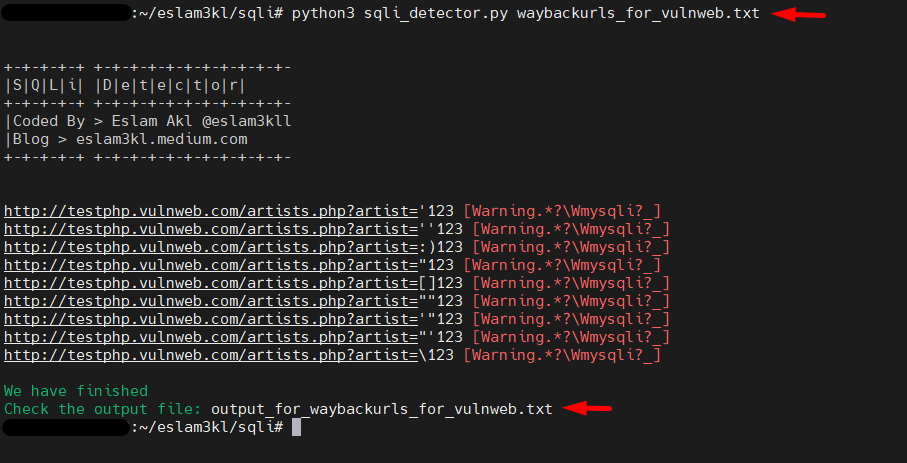 :~/eslam3kl/sqli# python3 sqli_detector.py waybackurls_for_vulnweb.txt
+-+-+-+-+ +-+-+-+-+-+-+-+-+-+-
|S|Q|L|i| |D|e|t|e|c|t|o|r|
+-+-+-+-+ +-+-+-+-+-+-+-+-+-+-
|Coded By > Eslam Akl @eslam3kll
|Blog > eslam3kl.medium.com
+-+-+-+-+ +-+-+-+-+-+-+-+-+-+-
http://testphp.vulnweb.com/artists.php?artist='123 [Warning.*?\Wmysqli?_]
http://testphp.vulnweb.com/artists.php?artist=''123 [Warning.*?\Wmysqli?_]
http://testphp.vulnweb.com/artists.php?artist=:)123 [Warning.*?\Wmysqli?_]
http://testphp.vulnweb.com/artists.php?artist="123 [Warning.*?\Wmysqli?_]
http://testphp.vulnweb.com/artists.php?artist=[]123 [Warning.*?\Wmysqli?_]
http://testphp.vulnweb.com/artists.php?artist=""123 [Warning.*?\Wmysqli?_]
http://testphp.vulnweb.com/artists.php?artist='"123 [Warning.*?\Wmysqli?_]
http://testphp.vulnweb.com/artists.php?artist="'123 [Warning.*?\Wmysqli?_]
http://testphp.vulnweb.com/artists.php?artist=\123 [Warning.*?\Wmysqli?_]
We have finished
Check the output file: output_for_waybackurls_for_vulnweb.txt
:~/eslam3kl/sqli#